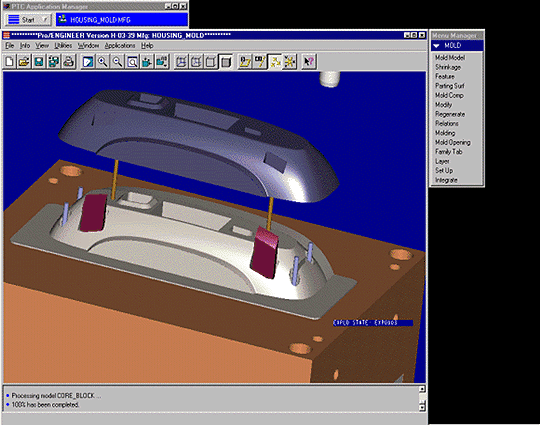 PTC Application Manager
Start HOUSING_MOLD.MFG
**********Pro/ENGINEER Version H-03-39 Mfg: HOUSING_MOLD**********
File Info View Utilities Window Applications Help
Menu Manager
MOLD
Mold Model
Shrinkage
Feature
Parting Surf
Mold Comp
Modify
Regenerate
Relations
Molding
Mold Opening
Family Tab
Layer
Set Up
Integrate
EXPLD STATE: EXP0003
Processing model CORE_BLOCK ...
100% has been completed.